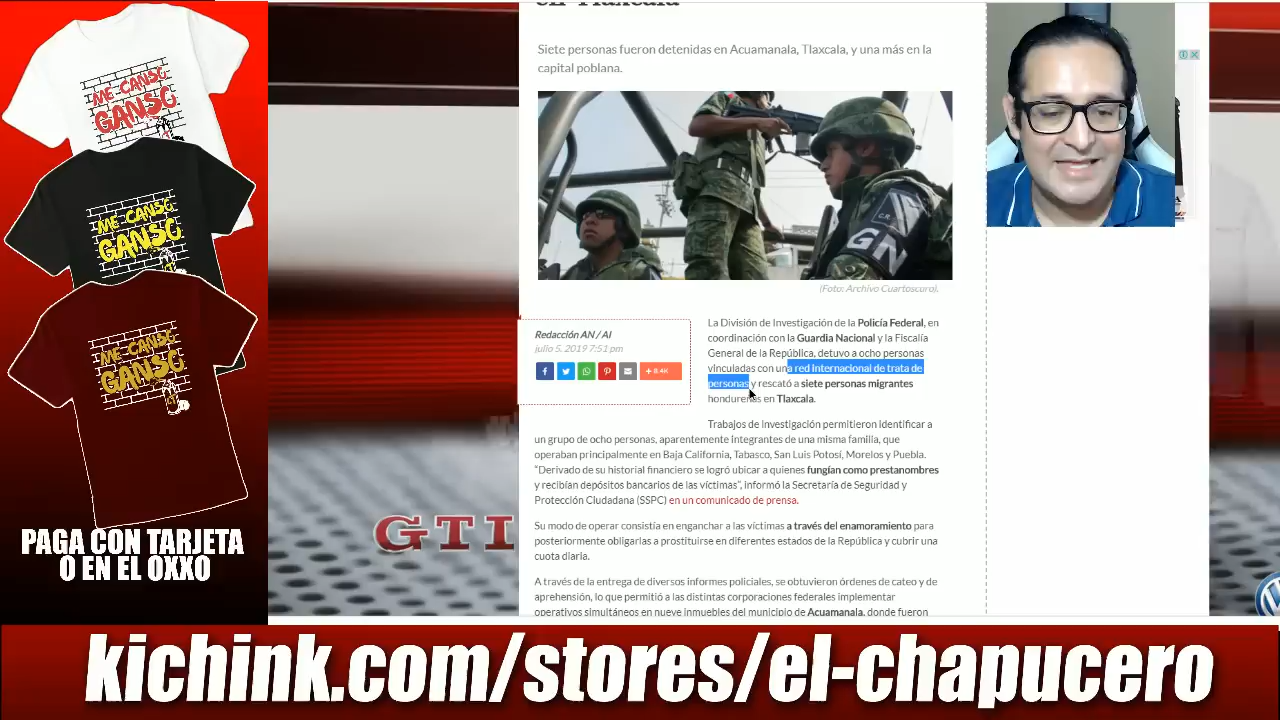 en Tlaxcala
Siete personas fueron detenidas en Acuamanala, Tlaxcala, y una más en la
capital poblana.
ME CANSO
GANSO
ME CANSO
GANSO
ME CANSO
GANSO
GN
(Foto: Archivo Cuartoscuro).
Redacción AN / AI
julio 5, 2019 7:51 pm
+ 8.4K
La División de Investigación de la Policía Federal, en
coordinación con la Guardia Nacional y la Fiscalía
General de la República, detuvo a ocho personas
vinculadas con una red internacional de trata de
personas y rescató a siete personas migrantes
hondureñas en Tlaxcala.
Trabajos de investigación permitieron identificar a
un grupo de ocho personas, aparentemente integrantes de una misma familia, que
operaban principalmente en Baja California, Tabasco, San Luis Potosí, Morelos y Puebla.
“Derivado de su historial financiero se logró ubicar a quienes fungían como prestanombres
y recibían depósitos bancarios de las víctimas”, informó la Secretaría de Seguridad y
Protección Ciudadana (SSPC) en un comunicado de prensa.
Su modo de operar consistía en enganchar a las víctimas a través del enamoramiento para
posteriormente obligarlas a prostituirse en diferentes estados de la República y cubrir una
cuota diaria.
A través de la entrega de diversos informes policiales, se obtuvieron órdenes de cateo y de
aprehensión, lo que permitió a las distintas corporaciones federales implementar
operativos simultáneos en nueve inmuebles del municipio de Acuamanala, donde fueron
GTI
PAGA CON TARJETA
O EN EL OXXO
kichink.com/stores/el-chapucero